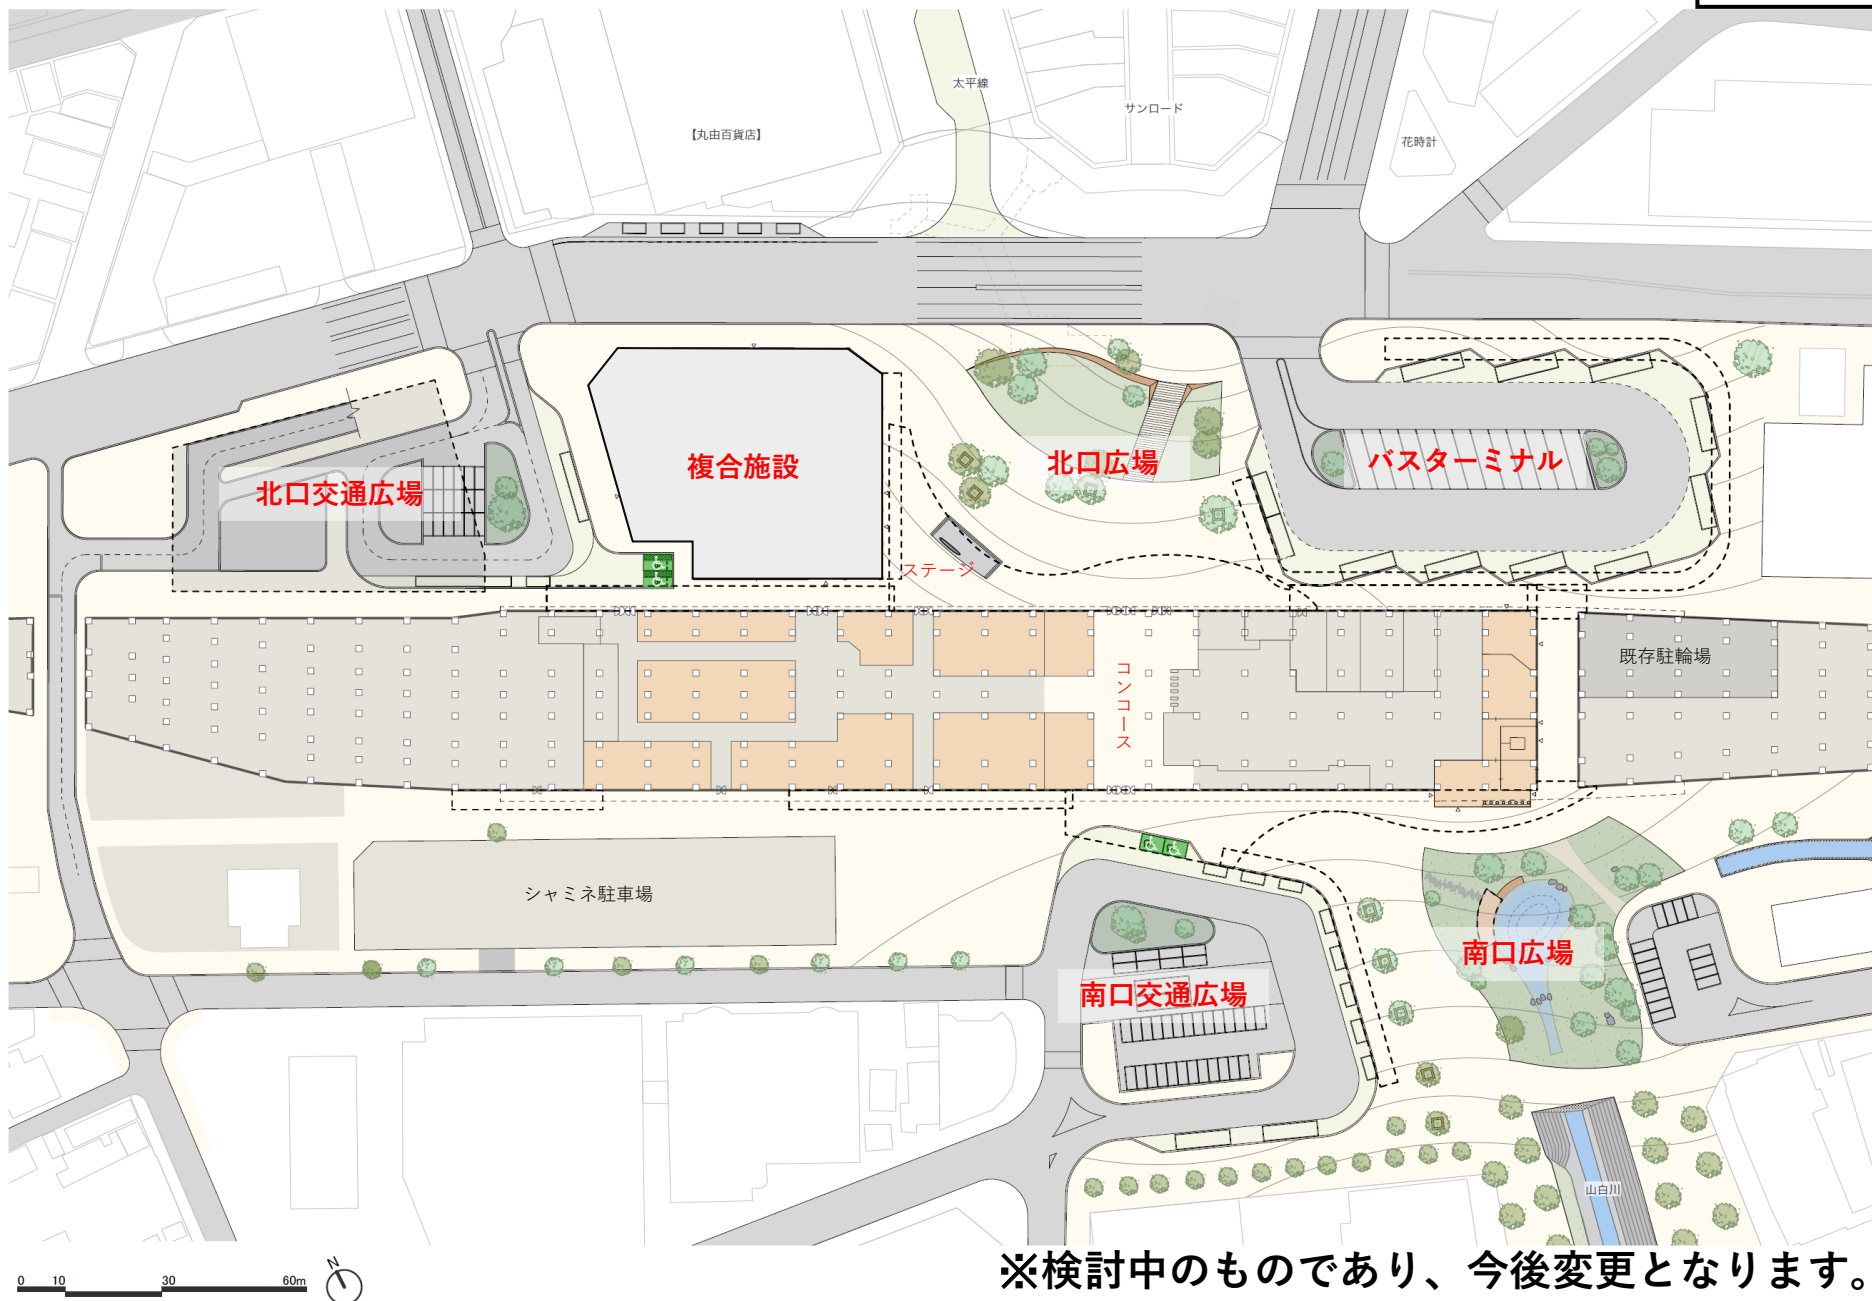 太平線
サンロード
【丸由百貨店】
花時計
複合施設
北口広場
バスターミナル
北口交通広場
ステージ
コンコース
既存駐輪場
シャミネ駐車場
南口広場
南口交通広場
山白川
N
0 10 30 60m
※検討中のものであり、今後変更となります。